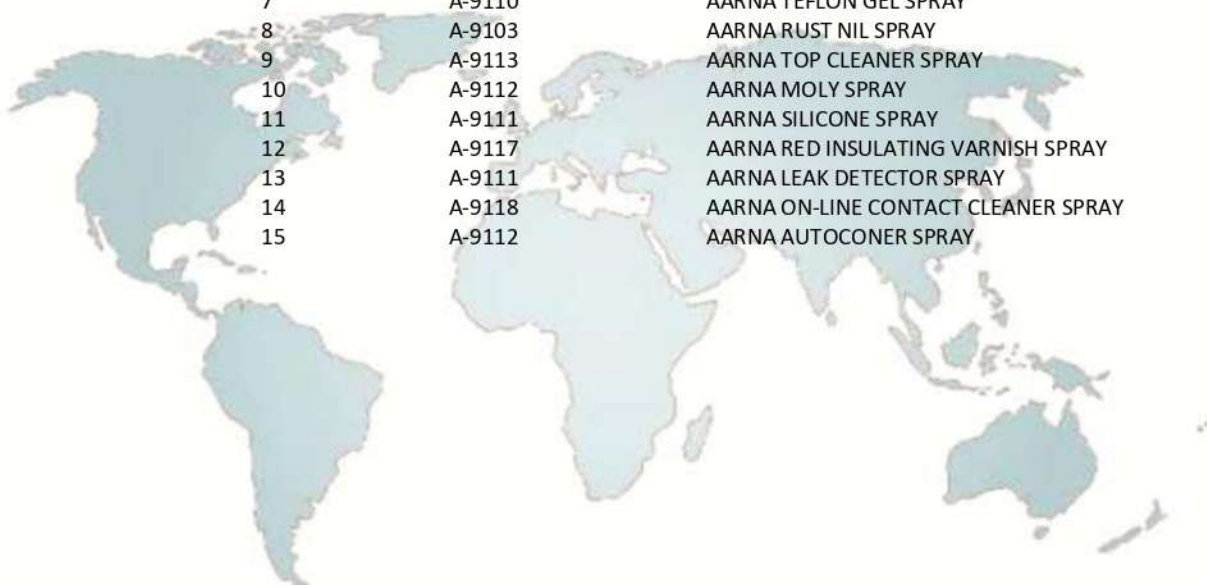 7 A-9110 AARNA TEFLON GEL SPRAY
8 A-9103 AARNA RUST NIL SPRAY
9 A-9113 AARNA TOP CLEANER SPRAY
10 A-9112 AARNA MOLY SPRAY
11 A-9111 AARNA SILICONE SPRAY
12 A-9117 AARNA RED INSULATING VARNISH SPRAY
13 A-9111 AARNA LEAK DETECTOR SPRAY
14 A-9118 AARNA ON-LINE CONTACT CLEANER SPRAY
15 A-9112 AARNA AUTOCONER SPRAY